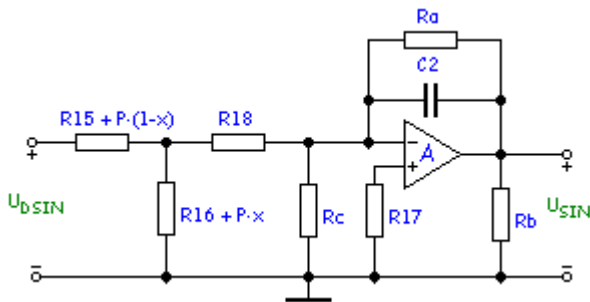 Ra
C2
R15 + P·(1-x)
R18
- A
+
+
+
U_DSIN
R16 + P·x
Rc
R17
Rb
U_SIN
-
-